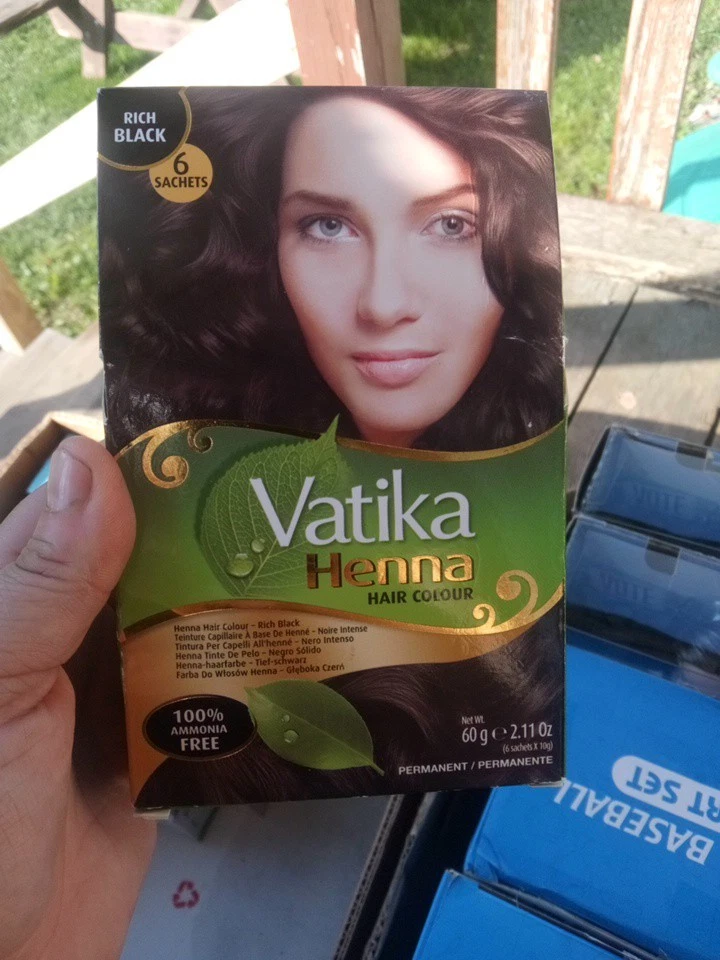 RICH
BLACK
6
SACHETS
Vatika
Henna
HAIR COLOUR
Henna Hair Colour – Rich Black
Teinture Capillaire À Base De Henné – Noire Intense
Tintura Per Capelli All'henné – Nero Intenso
Henna Tinte De Pelo – Negro Sólido
Henna-haarfarbe – Tief-schwarz
Farba Do Włosów Henna – Głęboka Czerń
100%
AMMONIA
FREE
Net Wt.
60 g ℮ 2.11 Oz
(6 sachets X 10g)
PERMANENT / PERMANENTE
BASEBALL
RT SET